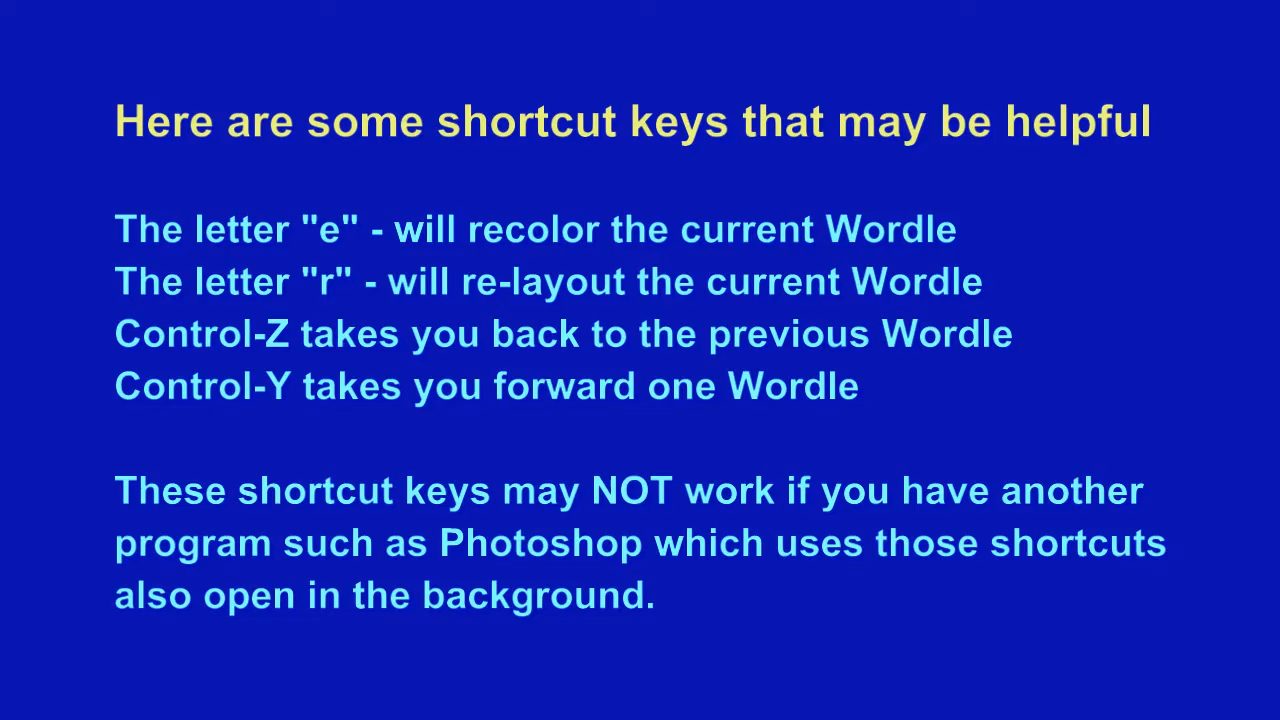 Here are some shortcut keys that may be helpful
The letter "e" - will recolor the current Wordle
The letter "r" - will re-layout the current Wordle
Control-Z takes you back to the previous Wordle
Control-Y takes you forward one Wordle
These shortcut keys may NOT work if you have another
program such as Photoshop which uses those shortcuts
also open in the background.